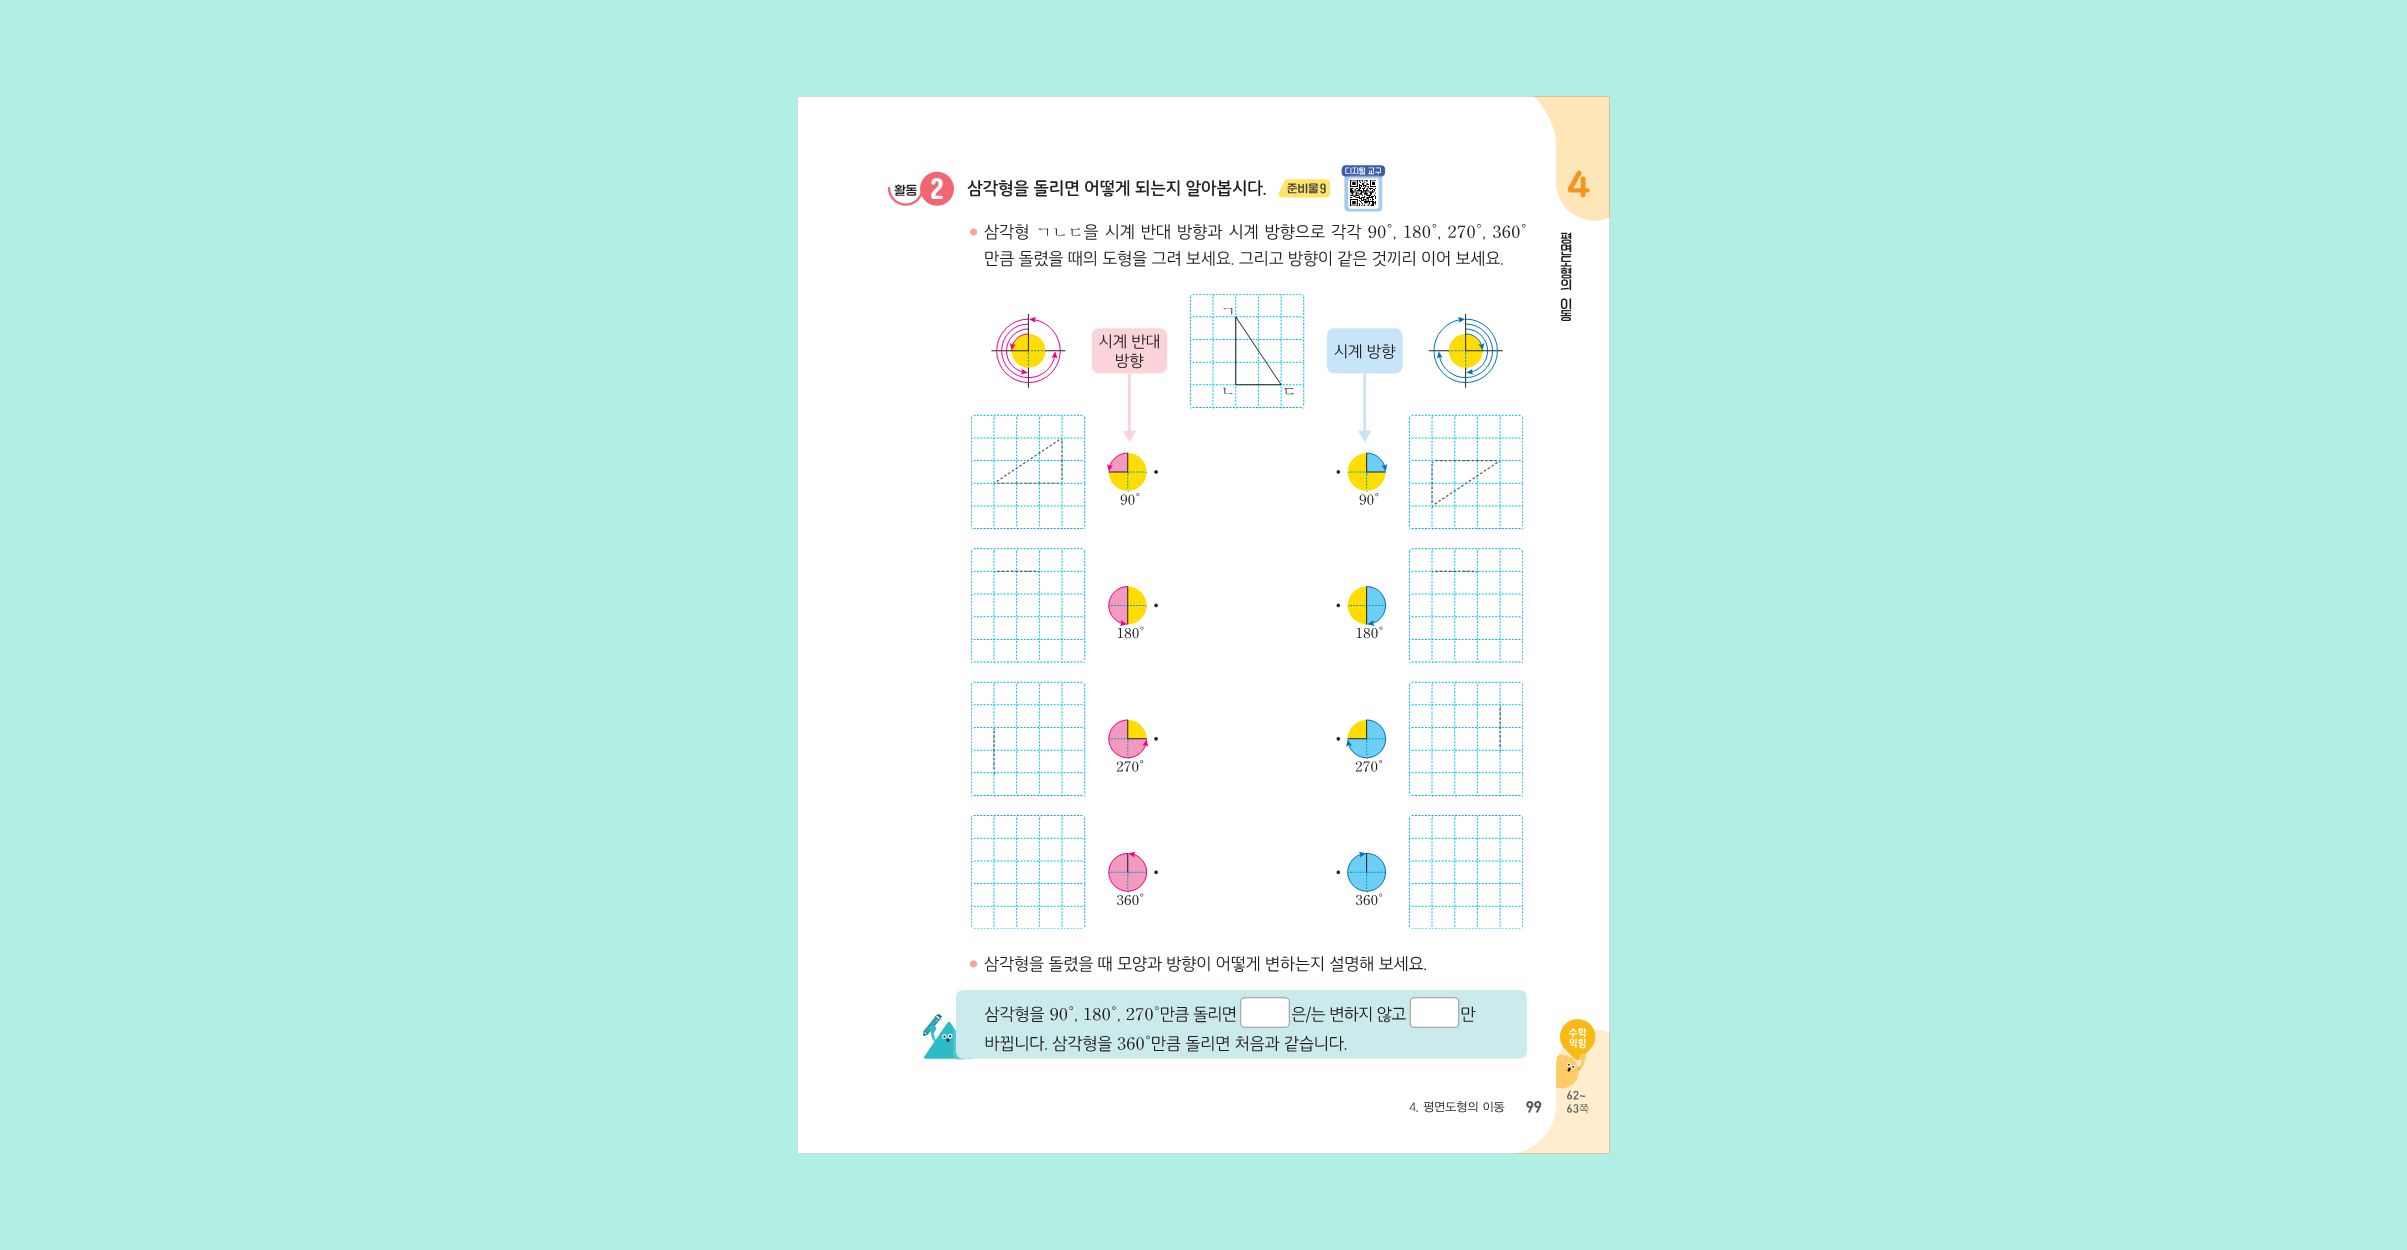 활동 2 삼각형을 돌리면 어떻게 되는지 알아봅시다. 준비물 9 디지털 교구
삼각형 ㄱㄴㄷ을 시계 반대 방향과 시계 방향으로 각각 90°, 180°, 270°, 360°
만큼 돌렸을 때의 도형을 그려 보세요. 그리고 방향이 같은 것끼리 이어 보세요.
ㄱ
시계 반대
방향
시계 방향
ㄴ ㄷ
90° 90°
180° 180°
270° 270°
360° 360°
삼각형을 돌렸을 때 모양과 방향이 어떻게 변하는지 설명해 보세요.
삼각형을 90°, 180°, 270°만큼 돌리면 은/는 변하지 않고 만
바뀝니다. 삼각형을 360°만큼 돌리면 처음과 같습니다.
4
평면도형의 이동
수학
익힘
62~
63쪽
4. 평면도형의 이동 99